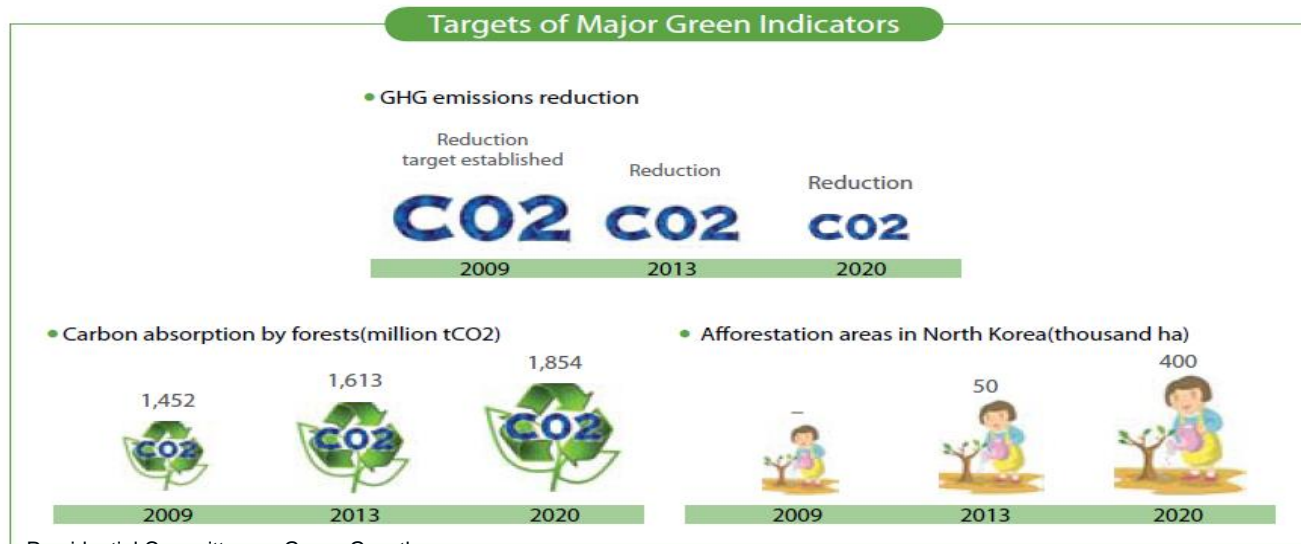 Targets of Major Green Indicators
• GHG emissions reduction
Reduction
target established
Reduction
Reduction
CO2
CO2
CO2
2009
2013
2020
• Carbon absorption by forests(million tCO2)
1,452
1,613
1,854
CO2
CO2
CO2
2009
2013
2020
• Afforestation areas in North Korea(thousand ha)
–
50
400
2009
2013
2020